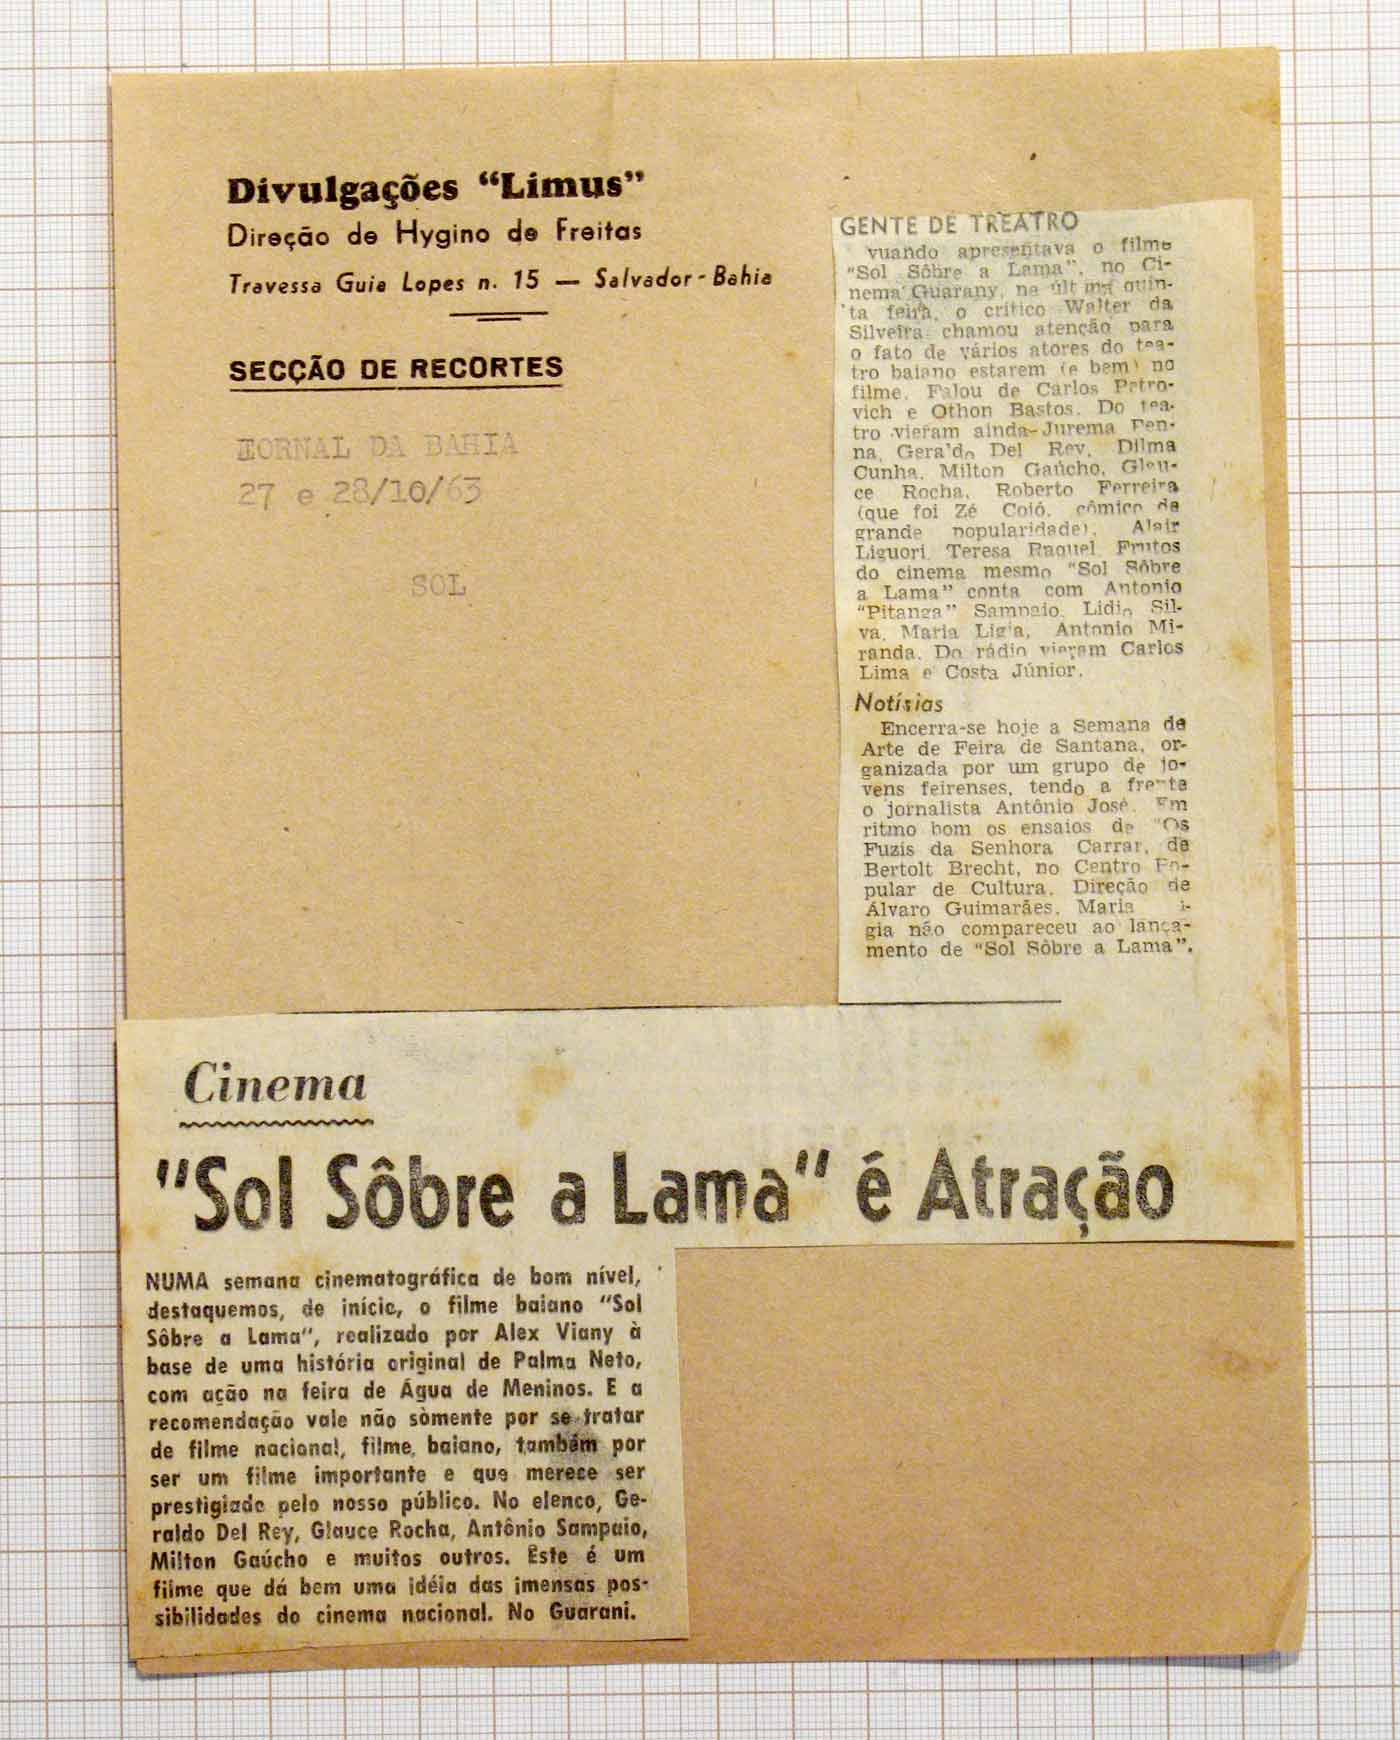 Divulgações “Limus”
Direção de Hygino de Freitas
Travessa Guia Lopes n. 15 — Salvador - Bahia
SECÇÃO DE RECORTES
JORNAL DA BAHIA
27 e 28/10/63
SOL
GENTE DE TREATRO
vuando apresentava o filme
"Sol Sôbre a Lama", no Ci-
nema Guarany, na última quin-
ta feira, o crítico Walter da
Silveira chamou atenção para
o fato de vários atores do tea-
tro baiano estarem (e bem) no
filme. Falou de Carlos Petro-
vich e Othon Bastos. Do tea-
tro vieram ainda Jurema Pen-
na, Geraldo Del Rey, Dilma
Cunha, Milton Gaúcho, Glau-
ce Rocha, Roberto Ferreira
(que foi Zé Coió, cômico de
grande popularidade), Alair
Liguori, Teresa Raquel. Frutos
do cinema mesmo "Sol Sôbre
a Lama" conta com Antonio
"Pitanga" Sampaio, Lidio Sil-
va, Maria Ligia, Antonio Mi-
randa. Do rádio vieram Carlos
Lima e Costa Júnior.
Notísias
Encerra-se hoje a Semana de
Arte de Feira de Santana, or-
ganizada por um grupo de jo-
vens feirenses, tendo a frente
o jornalista Antônio José. Em
ritmo bom os ensaios de "Os
Fuzis da Senhora Carrar, de
Bertolt Brecht, no Centro Po-
pular de Cultura. Direção de
Álvaro Guimarães. Maria i-
gia não compareceu ao lança-
mento de "Sol Sôbre a Lama".
Cinema
"Sol Sôbre a Lama" é Atração
NUMA semana cinematográfica de bom nível,
destaquemos, de início, o filme baiano "Sol
Sôbre a Lama", realizado por Alex Viany à
base de uma história original de Palma Neto,
com ação na feira de Água de Meninos. E a
recomendação vale não sòmente por se tratar
de filme nacional, filme, baiano, também por
ser um filme importante e que merece ser
prestigiado pelo nosso público. No elenco, Ge-
raldo Del Rey, Glauce Rocha, Antônio Sampaio,
Milton Gaúcho e muitos outros. Êste é um
filme que dá bem uma idéia das imensas pos-
sibilidades do cinema nacional. No Guarani.